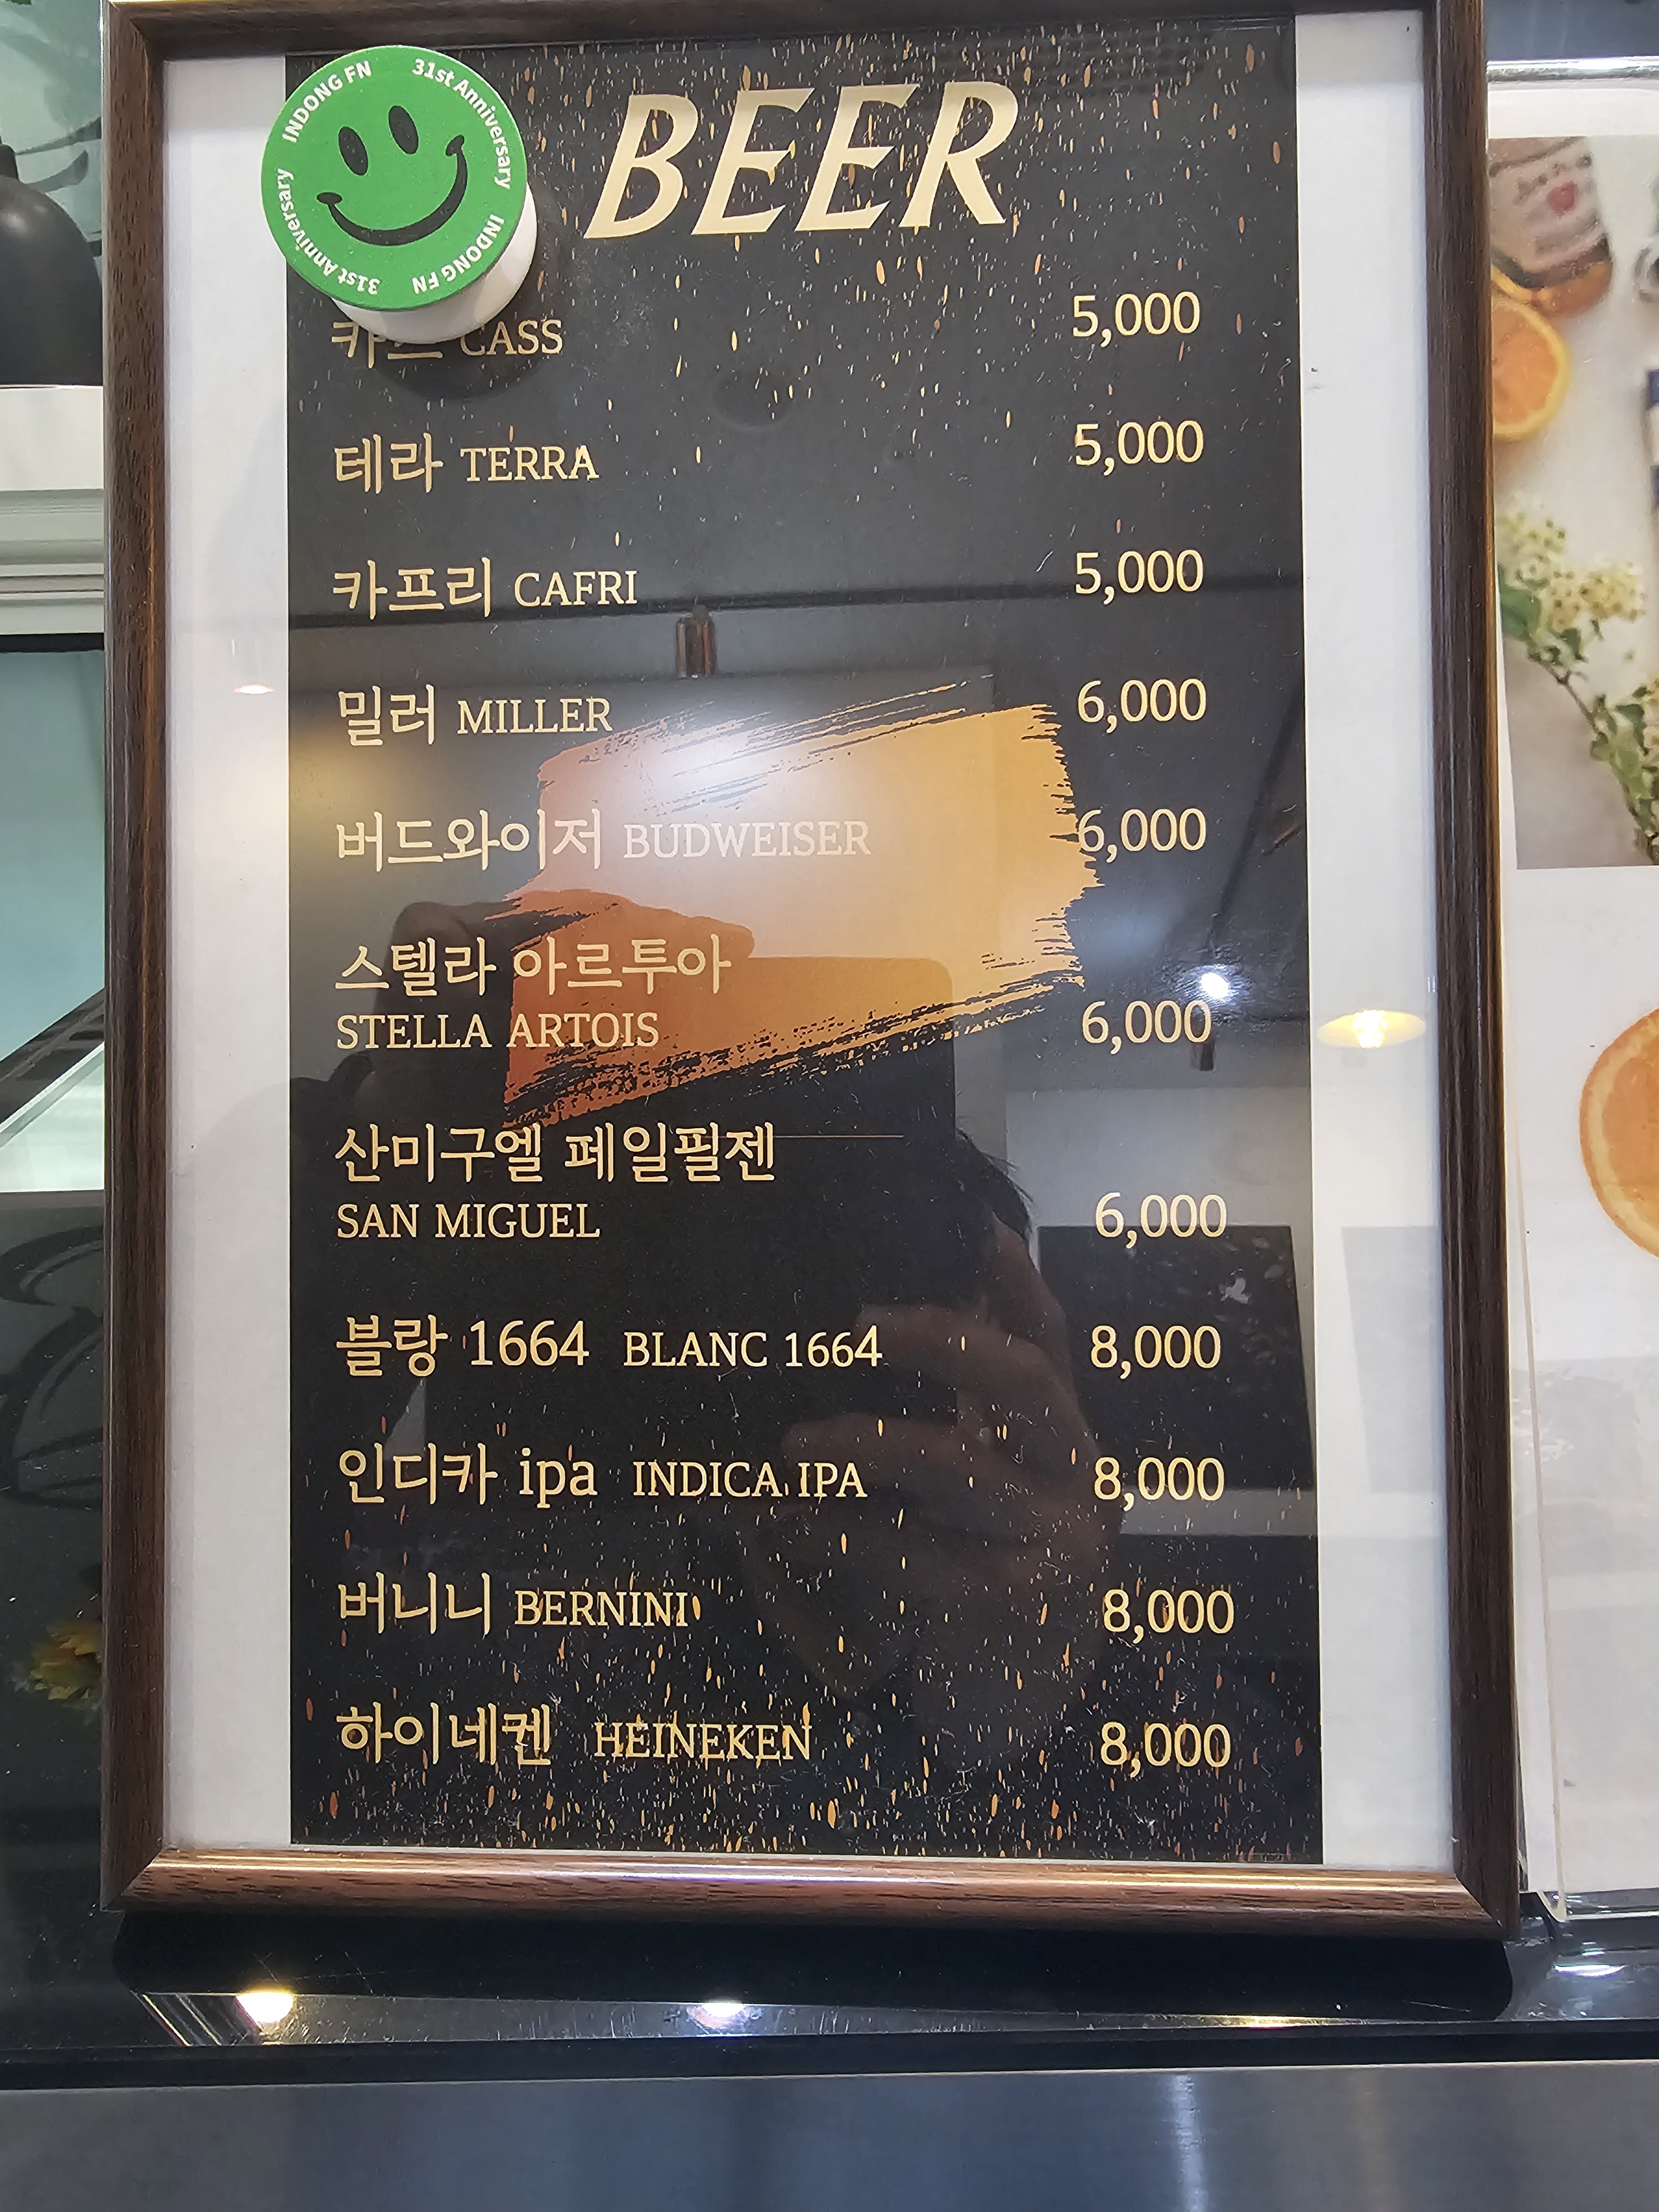 INDONG FN 31st Anniversary INDONG FN 31st Anniversary
BEER
카스 CASS 5,000
테라 TERRA 5,000
카프리 CAFRI 5,000
밀러 MILLER 6,000
버드와이저 BUDWEISER 6,000
스텔라 아르투아
STELLA ARTOIS 6,000
산미구엘 페일필젠
SAN MIGUEL 6,000
블랑 1664 BLANC 1664 8,000
인디카 ipa INDICA IPA 8,000
버니니 BERNINI 8,000
하이네켄 HEINEKEN 8,000